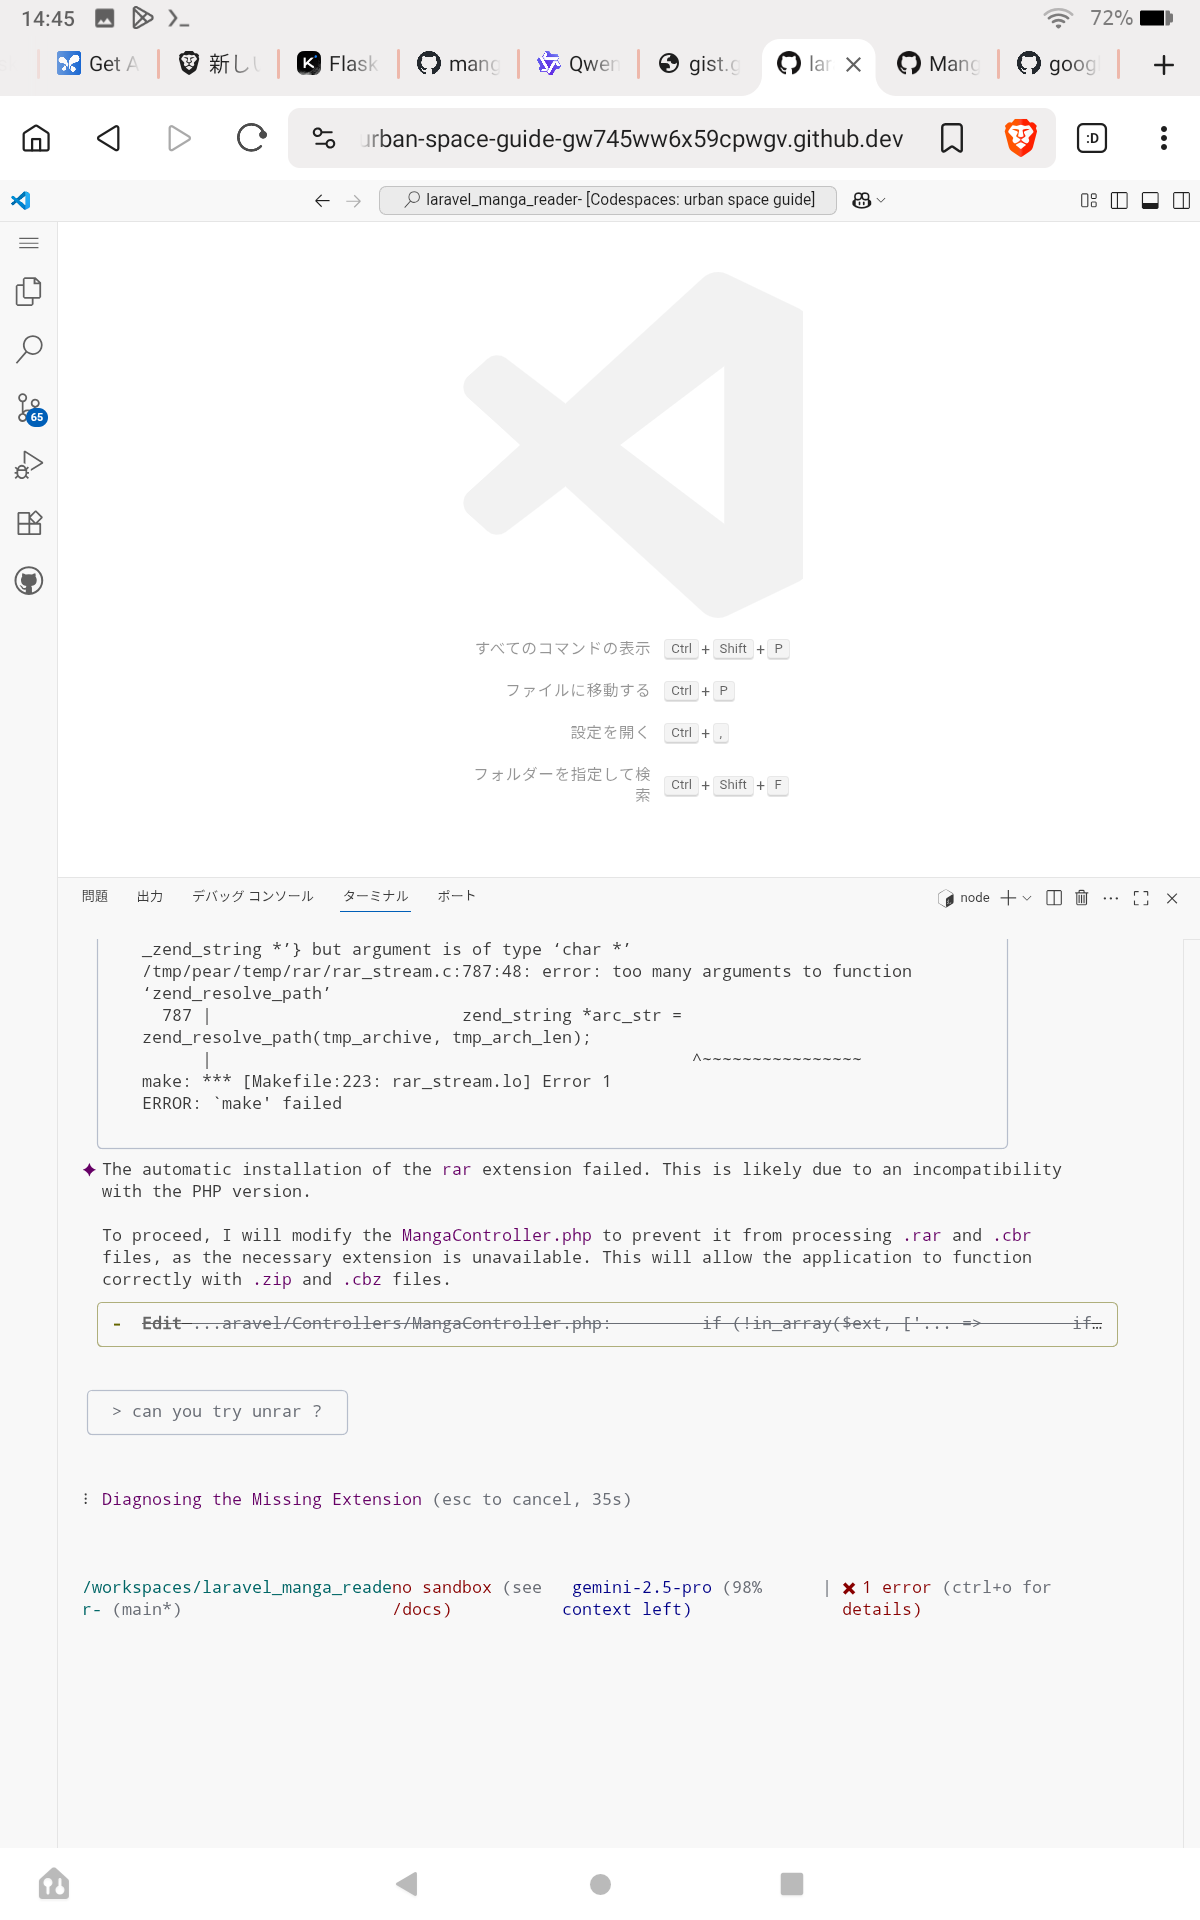 14:45
72%
Get A
新し
Flask
mang
Qwen
gist.g
lar
Mang
goog
urban-space-guide-gw745ww6x59cpwgv.github.dev
:D
laravel_manga_reader- [Codespaces: urban space guide]
65
すべてのコマンドの表示 Ctrl + Shift + P
ファイルに移動する Ctrl + P
設定を開く Ctrl + ,
フォルダーを指定して検
索 Ctrl + Shift + F
問題 出力 デバッグ コンソール ターミナル ポート
node
_zend_string *’} but argument is of type ‘char *’
/tmp/pear/temp/rar/rar_stream.c:787:48: error: too many arguments to function
‘zend_resolve_path’
787 | zend_string *arc_str =
zend_resolve_path(tmp_archive, tmp_arch_len);
| ^~~~~~~~~~~~~~~~~
make: *** [Makefile:223: rar_stream.lo] Error 1
ERROR: `make' failed
✦ The automatic installation of the rar extension failed. This is likely due to an incompatibility
with the PHP version.
To proceed, I will modify the MangaController.php to prevent it from processing .rar and .cbr
files, as the necessary extension is unavailable. This will allow the application to function
correctly with .zip and .cbz files.
- Edit ...aravel/Controllers/MangaController.php: if (!in_array($ext, ['... => if…
> can you try unrar ?
Diagnosing the Missing Extension (esc to cancel, 35s)
/workspaces/laravel_manga_readeno sandbox (see gemini-2.5-pro (98% | ✖ 1 error (ctrl+o for
r- (main*) /docs) context left) details)